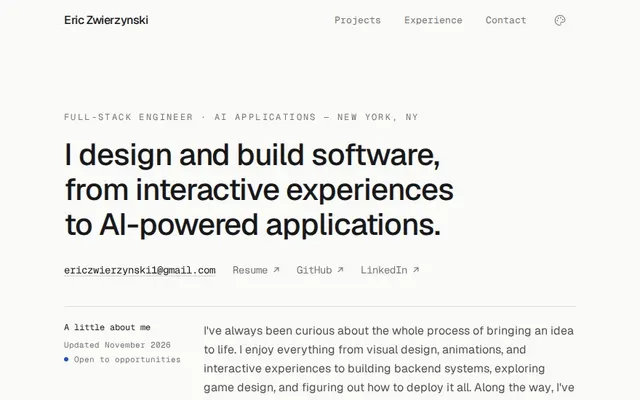 Eric Zwierzynski
Projects
Experience
Contact
FULL-STACK ENGINEER · AI APPLICATIONS — NEW YORK, NY
I design and build software,
from interactive experiences
to AI-powered applications.
ericzwierzynski1@gmail.com
Resume ↗
GitHub ↗
LinkedIn ↗
A little about me
Updated November 2026
Open to opportunities
I've always been curious about the whole process of bringing an idea
to life. I enjoy everything from visual design, animations, and
interactive experiences to building backend systems, exploring
game design, and figuring out how to deploy it all. Along the way, I've